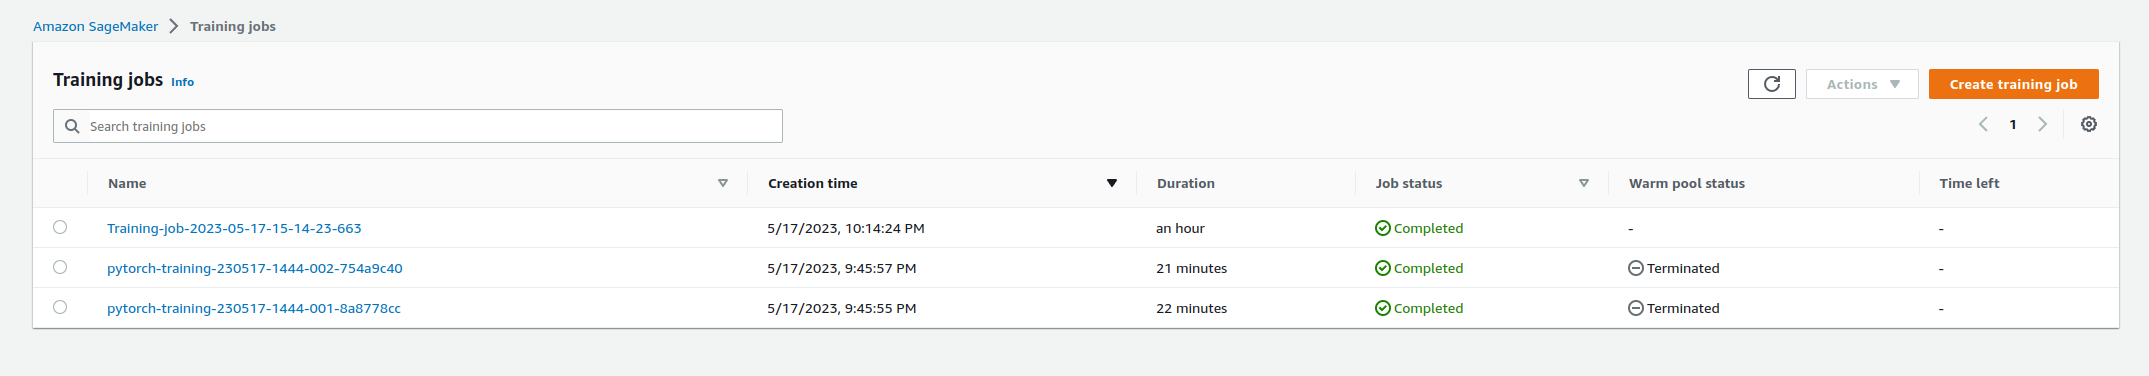 Amazon SageMaker > Training jobs
Training jobs Info
Actions Create training job
Search training jobs
1
Name Creation time Duration Job status Warm pool status Time left
Training-job-2023-05-17-15-14-23-663 5/17/2023, 10:14:24 PM an hour Completed - -
pytorch-training-230517-1444-002-754a9c40 5/17/2023, 9:45:57 PM 21 minutes Completed Terminated -
pytorch-training-230517-1444-001-8a8778cc 5/17/2023, 9:45:55 PM 22 minutes Completed Terminated -